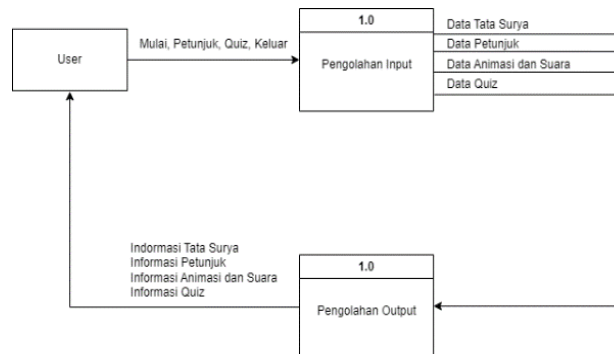 1.0
Data Tata Surya
Mulai, Petunjuk, Quiz, Keluar
Data Petunjuk
User
Pengolahan Input
Data Animasi dan Suara
Data Quiz
Indormasi Tata Surya
Informasi Petunjuk
Informasi Animasi dan Suara
Informasi Quiz
1.0
Pengolahan Output